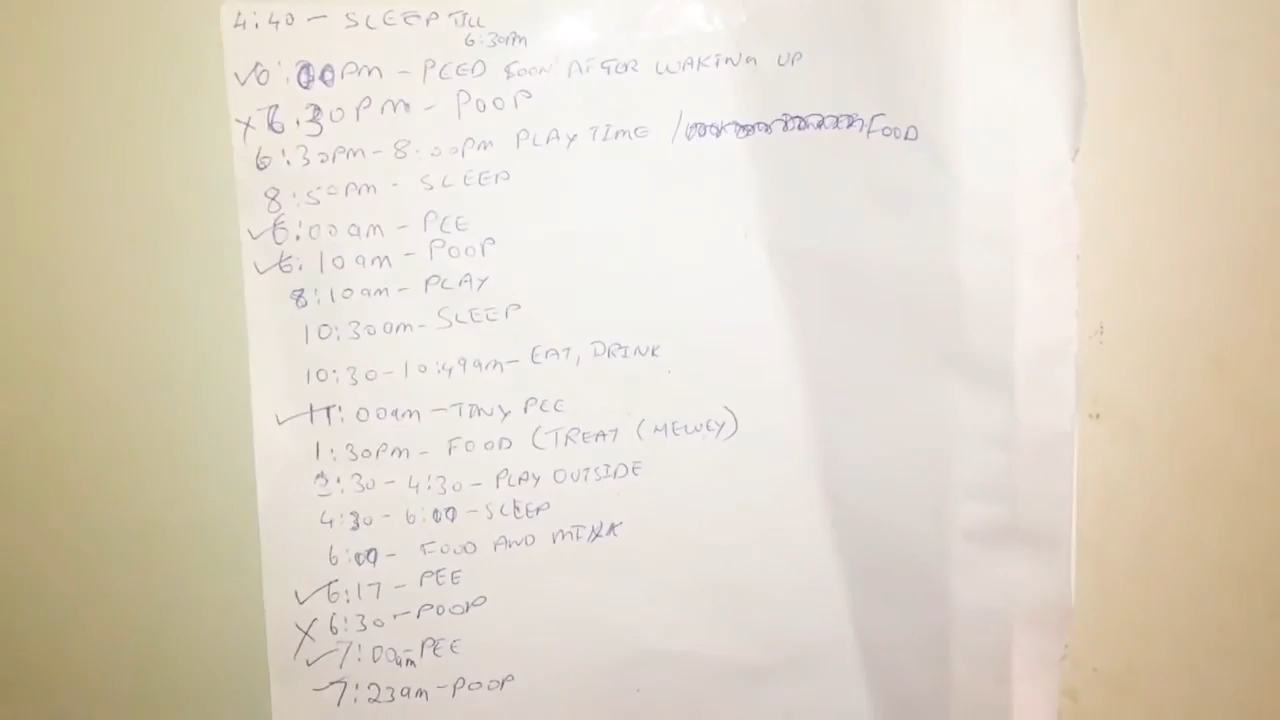 4:40 - SLEEP TILL
6:30PM
✓6:00PM - PEED SOON AFTER WAKING UP
X 6.30PM - POOP
6:30PM - 8:00PM PLAY TIME / FOOD
8:50PM - SLEEP
✓6:00am - PEE
✓6:10am - POOP
8:10am - PLAY
10:30am - SLEEP
10:30 - 10:49am - EAT, DRINK
✓11:00am - TINY PEE
1:30PM - FOOD (TREAT (MEWEY)
3:30 - 4:30 - PLAY OUTSIDE
4:30 - 6:00 - SLEEP
6:00 - FOOD AND MILK
✓6:17 - PEE
X 6:30 - POOP
✓7:00am PEE
✓7:23am - POOP